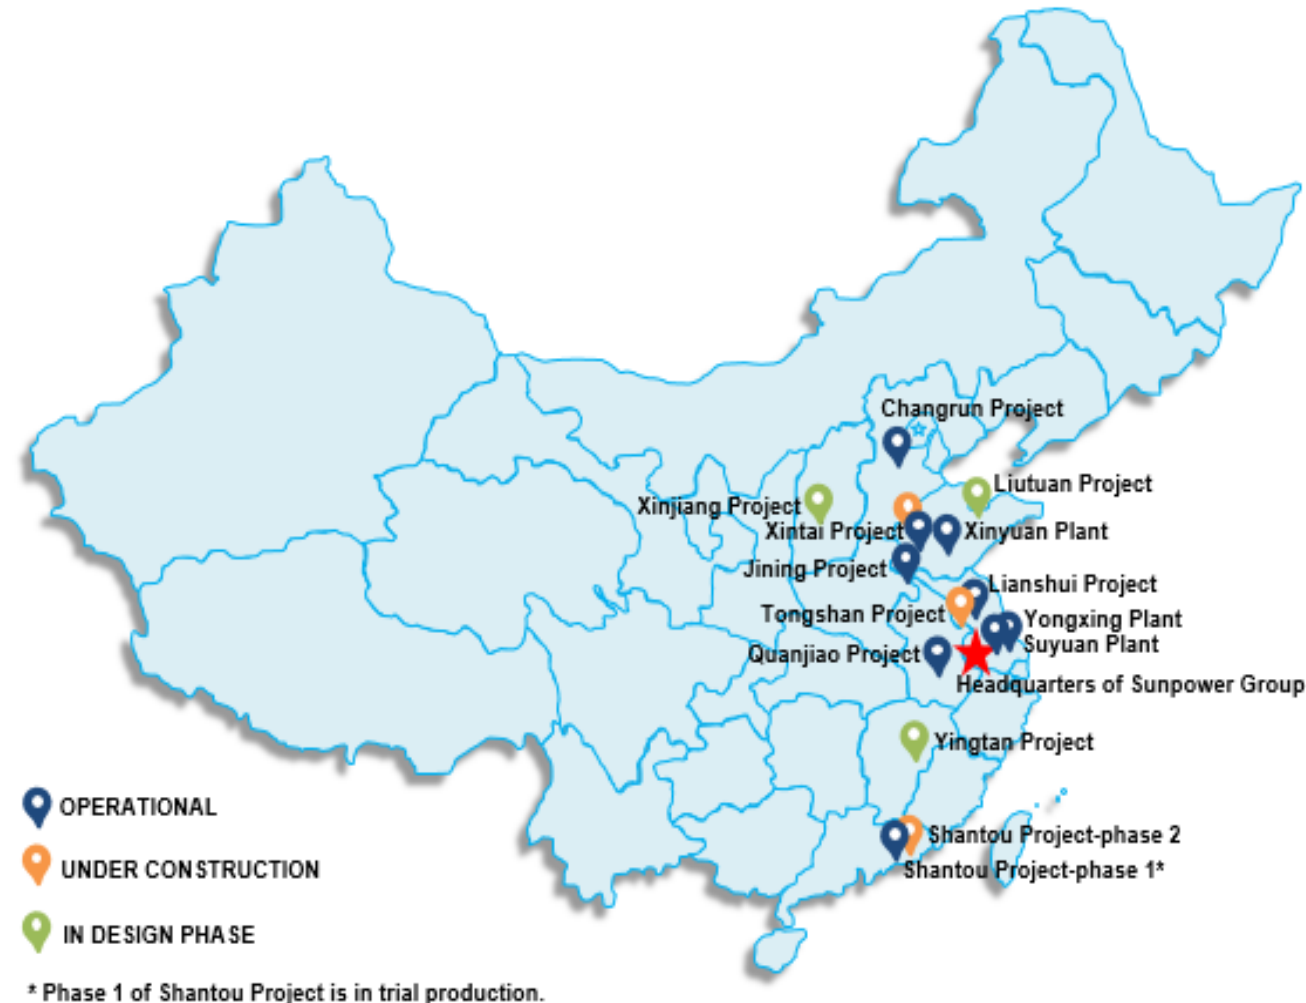 Changrun Project
Liutuan Project
Xinjiang Project
Xintai Project
Xinyuan Plant
Jining Project
Lianshui Project
Tongshan Project
Yongxing Plant
Suyuan Plant
Quanjiao Project
Headquarters of Sunpower Group
Yingtan Project
Shantou Project-phase 2
Shantou Project-phase 1*
OPERATIONAL
UNDER CONSTRUCTION
IN DESIGN PHASE
* Phase 1 of Shantou Project is in trial production.